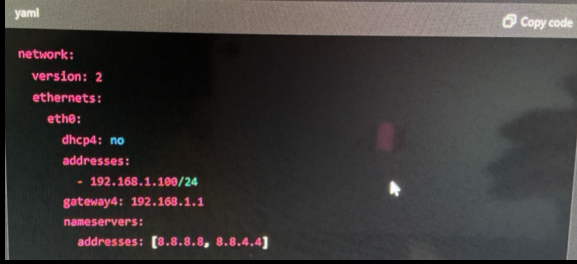 yaml
Copy code
network:
  version: 2
  ethernets:
    eth0:
      dhcp4: no
      addresses:
        - 192.168.1.100/24
      gateway4: 192.168.1.1
      nameservers:
        addresses: [8.8.8.8, 8.8.4.4]